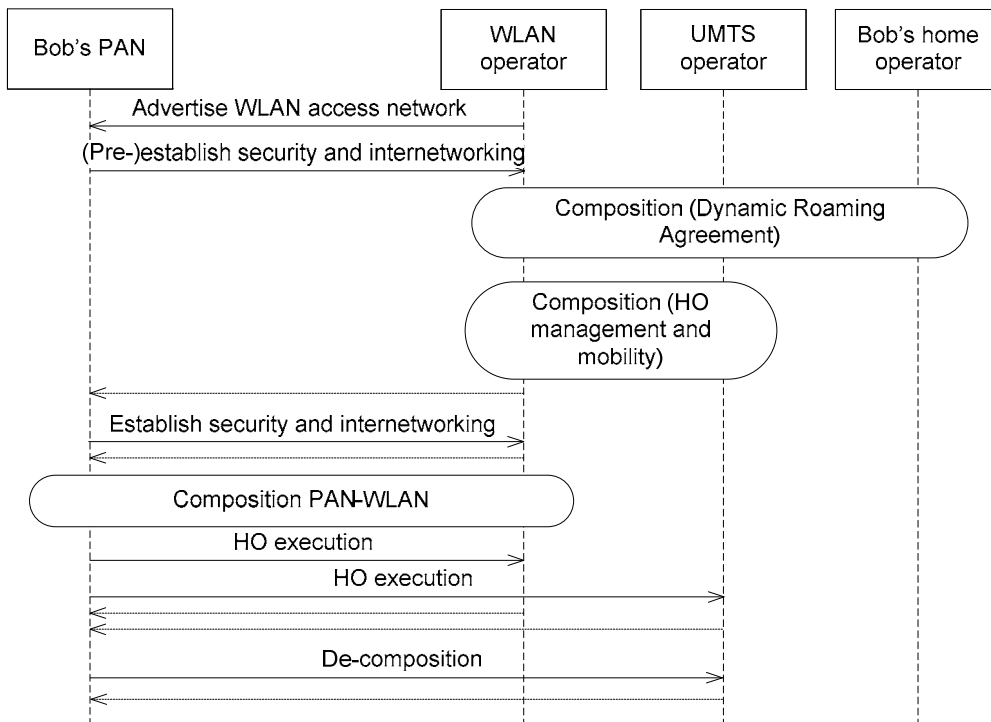 Bob's PAN
WLAN
operator
UMTS
operator
Bob's home
operator
Advertise WLAN access network
(Pre-)establish security and internetworking
Composition (Dynamic Roaming
Agreement)
Composition (HO
management and
mobility)
Establish security and internetworking
Composition PAN-WLAN
HO execution
HO execution
De-composition